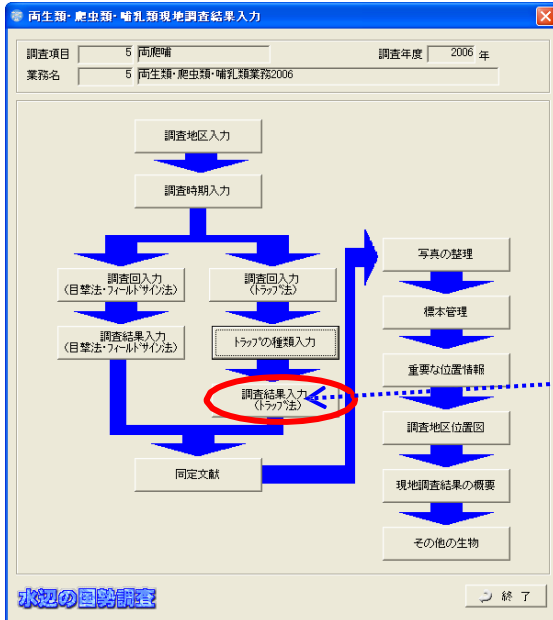 両生類・爬虫類・哺乳類現地調査結果入力
調査項目 5 両爬哺 調査年度 2006 年
業務名 5 両生類・爬虫類・哺乳類業務2006
調査地区入力
調査時期入力
調査回入力
(目撃法・フィールドサイン法)
調査回入力
(トラップ法)
調査結果入力
(目撃法・フィールドサイン法)
トラップの種類入力
調査結果入力
(トラップ法)
同定文献
写真の整理
標本管理
重要な位置情報
調査地区位置図
現地調査結果の概要
その他の生物
水辺の国勢調査
終 了